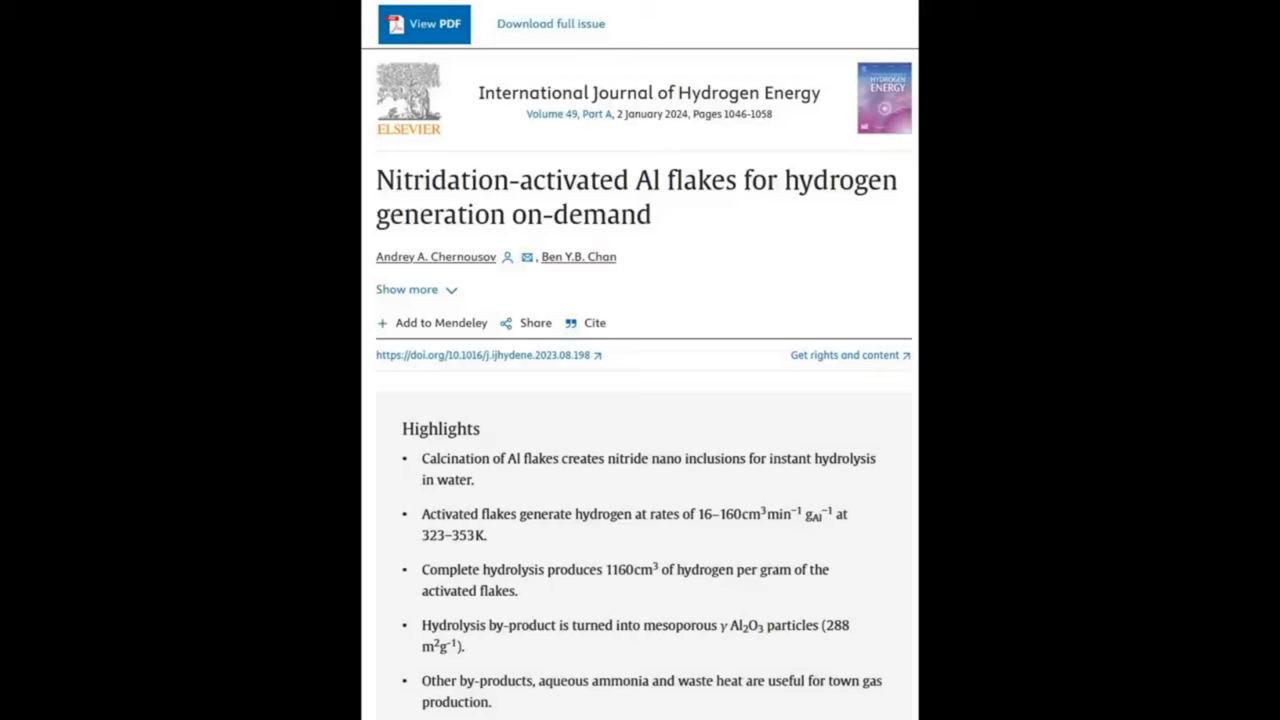 View PDF
Download full issue
ELSEVIER
International Journal of Hydrogen Energy
Volume 49, Part A, 2 January 2024, Pages 1046-1058
HYDROGEN
ENERGY
Nitridation-activated Al flakes for hydrogen
generation on-demand
Andrey A. Chernousov , Ben Y.B. Chan
Show more
+ Add to Mendeley Share Cite
https://doi.org/10.1016/j.ijhydene.2023.08.198 ↗
Get rights and content ↗
Highlights
• Calcination of Al flakes creates nitride nano inclusions for instant hydrolysis
in water.
• Activated flakes generate hydrogen at rates of 16–160cm³min⁻¹ gAl⁻¹ at
323–353K.
• Complete hydrolysis produces 1160cm³ of hydrogen per gram of the
activated flakes.
• Hydrolysis by-product is turned into mesoporous γ Al₂O₃ particles (288
m²g⁻¹).
• Other by-products, aqueous ammonia and waste heat are useful for town gas
production.